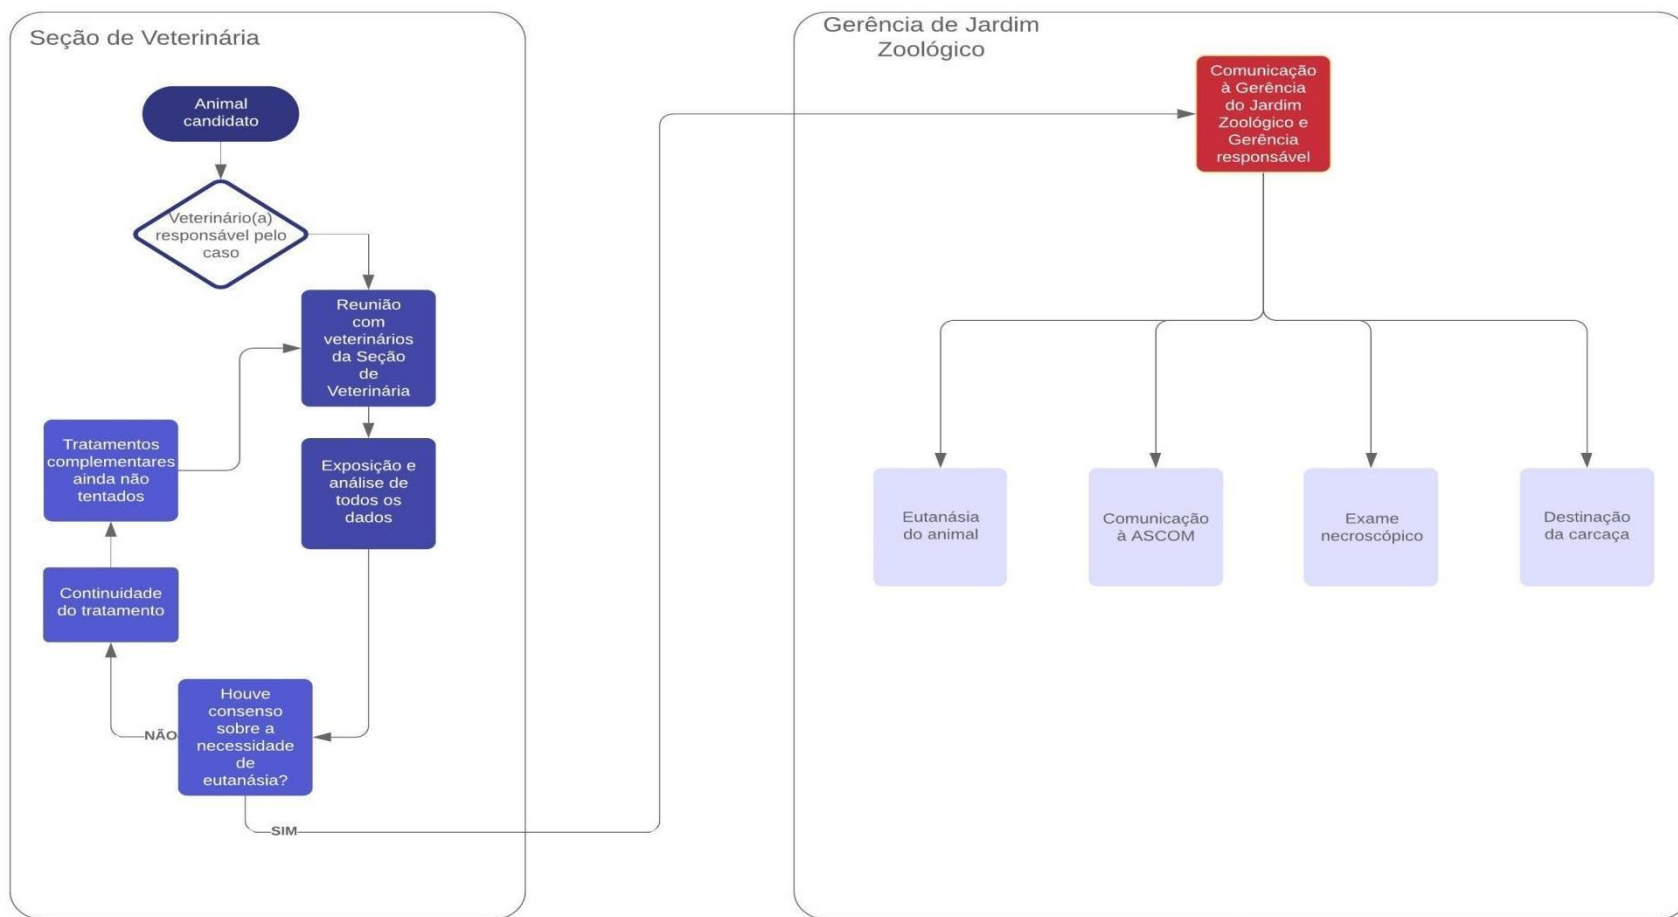 Seção de Veterinária
Animal
candidato
Veterinário(a)
responsável pelo
caso
Reunião
com
veterinários
da Seção
de
Veterinária
Exposição e
análise de
todos os
dados
Houve
consenso
sobre a
necessidade
de
eutanásia?
NÃO
Continuidade
do tratamento
Tratamentos
complementares
ainda não
tentados
SIM
Gerência de Jardim
Zoológico
Comunicação
à Gerência
do Jardim
Zoológico e
Gerência
responsável
Eutanásia
do animal
Comunicação
à ASCOM
Exame
necroscópico
Destinação
da carcaça